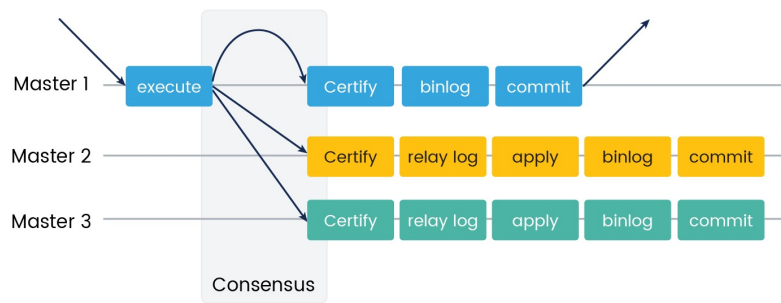 Master 1 execute Certify binlog commit
Master 2 Certify relay log apply binlog commit
Master 3 Certify relay log apply binlog commit
Consensus